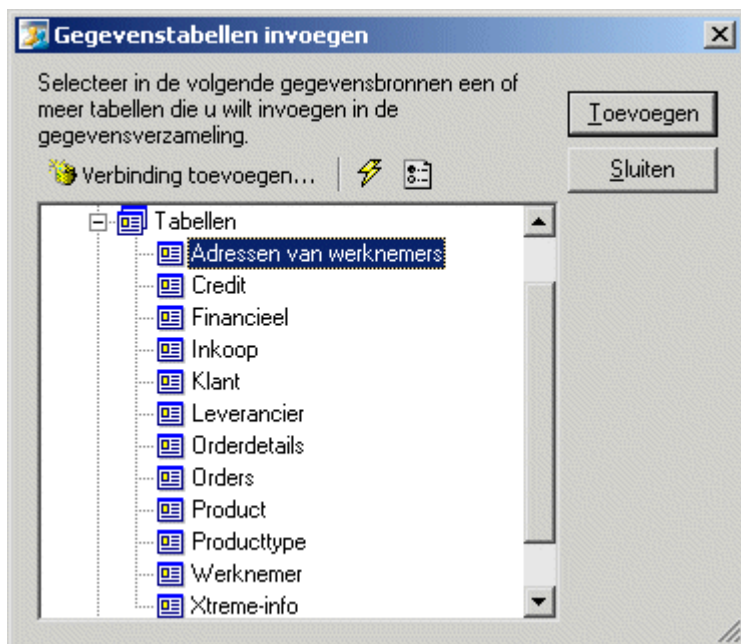 Gegevenstabellen invoegen
Selecteer in de volgende gegevensbronnen een of
meer tabellen die u wilt invoegen in de
gegevensverzameling.
Toevoegen
Sluiten
Verbinding toevoegen...
Tabellen
Adressen van werknemers
Credit
Financieel
Inkoop
Klant
Leverancier
Orderdetails
Orders
Product
Producttype
Werknemer
Xtreme-info